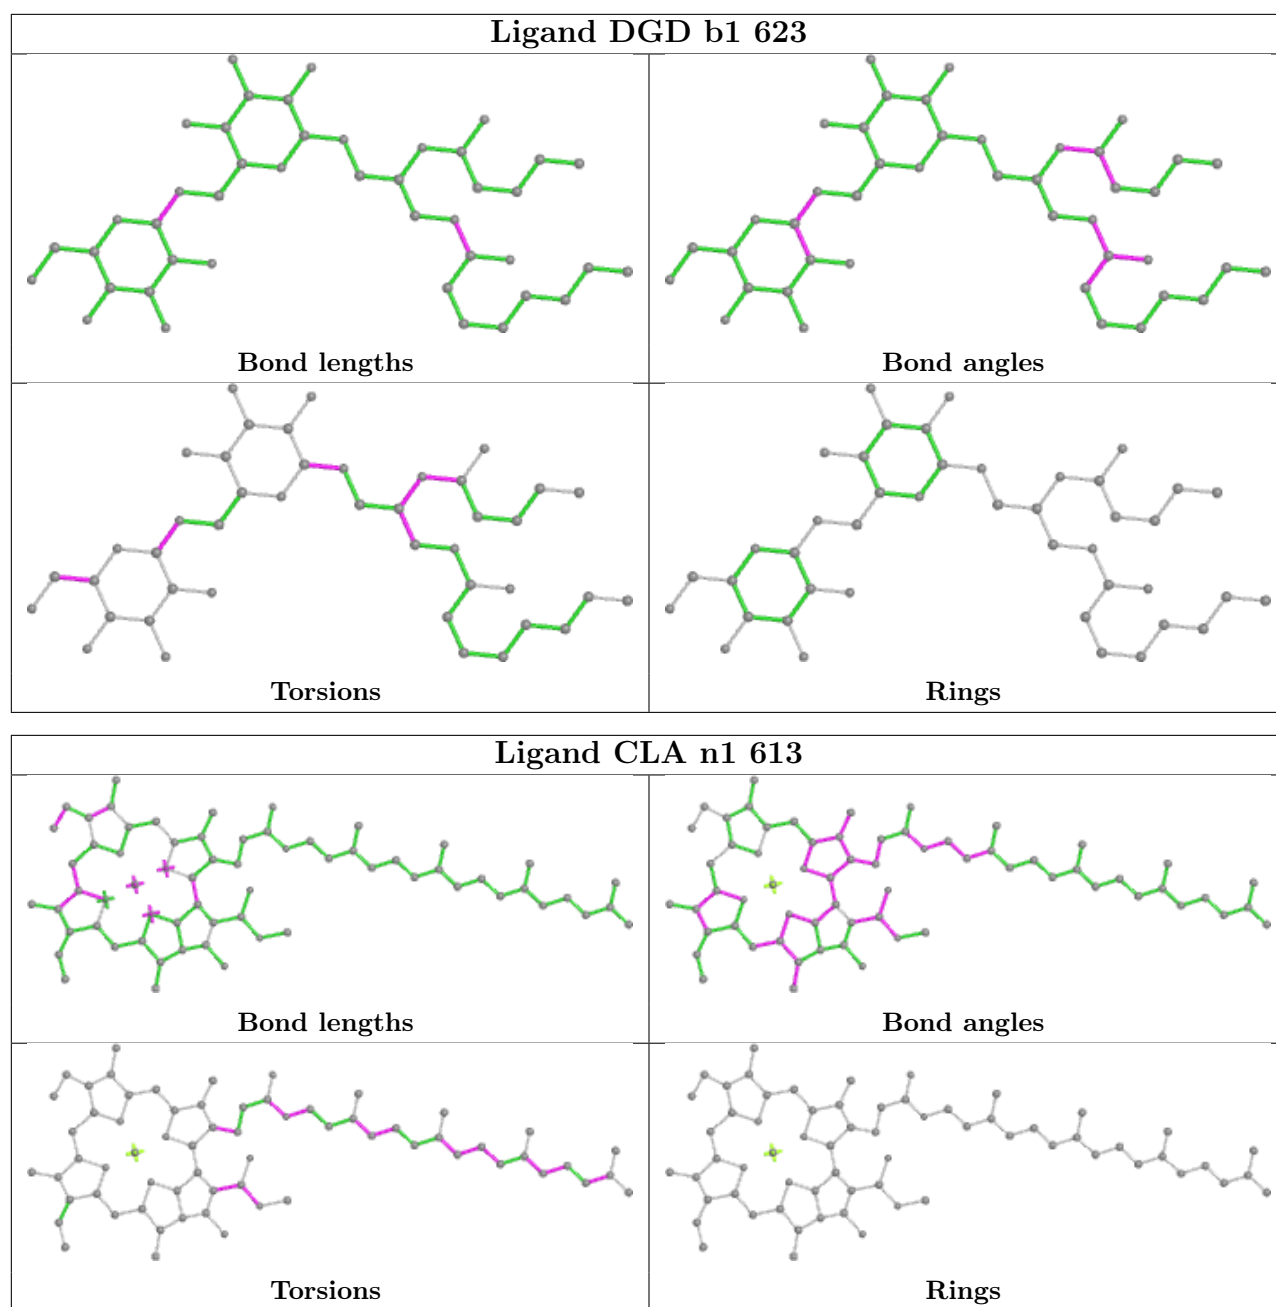 Ligand DGD b1 623
Bond lengths
Bond angles
Torsions
Rings
Ligand CLA n1 613
Bond lengths
Bond angles
Torsions
Rings